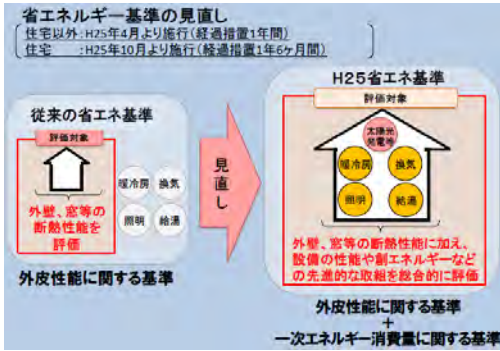 省エネルギー基準の見直し
住宅以外:H25年4月より施行(経過措置1年間)
住宅　　:H25年10月より施行(経過措置1年6ヶ月間)
従来の省エネ基準
評価対象
暖冷房
換気
照明
給湯
外壁、窓等の
断熱性能を
評価
外皮性能に関する基準
見直し
H25省エネ基準
評価対象
太陽光
発電等
暖冷房
換気
照明
給湯
外壁、窓等の断熱性能に加え、
設備の性能や創エネルギーなど
の先進的な取組を総合的に評価
外皮性能に関する基準
+
一次エネルギー消費量に関する基準